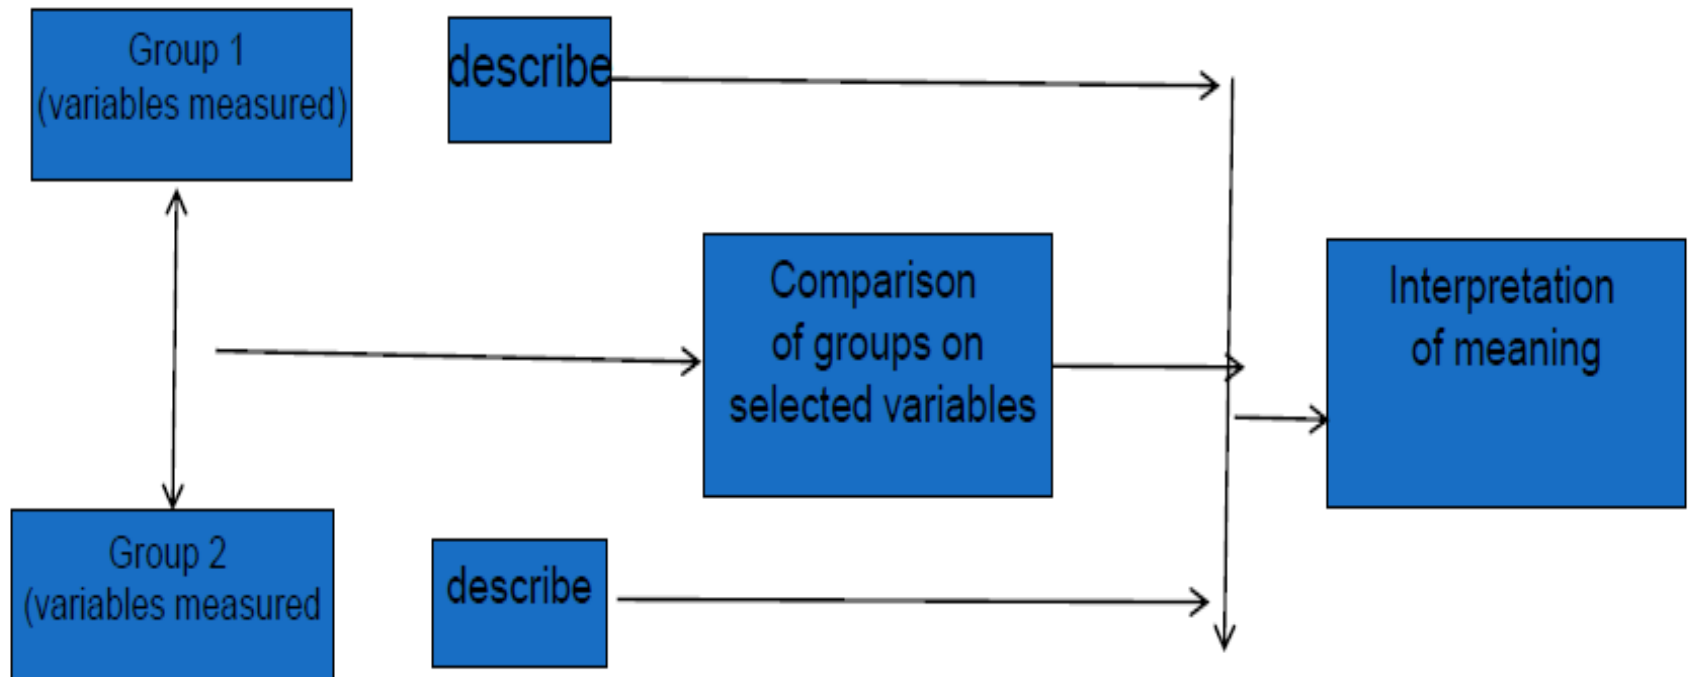 Group 1
(variables measured)
describe
Comparison
of groups on
selected variables
Interpretation
of meaning
Group 2
(variables measured
describe